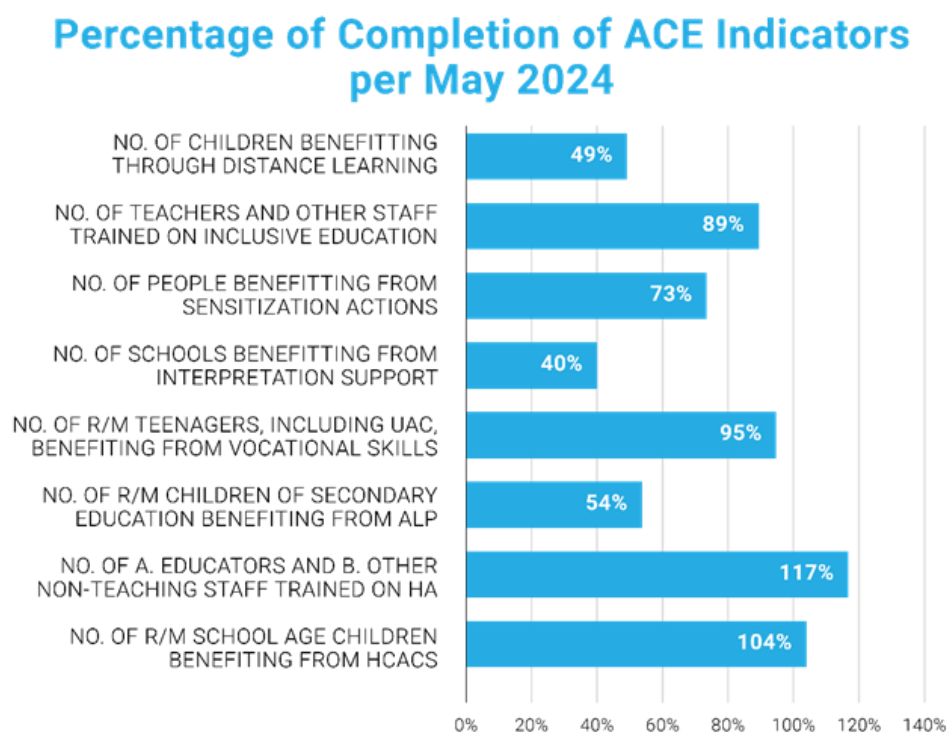 Percentage of Completion of ACE Indicators
per May 2024
NO. OF CHILDREN BENEFITTING
THROUGH DISTANCE LEARNING
49%
NO. OF TEACHERS AND OTHER STAFF
TRAINED ON INCLUSIVE EDUCATION
89%
NO. OF PEOPLE BENEFITTING FROM
SENSITIZATION ACTIONS
73%
NO. OF SCHOOLS BENEFITTING FROM
INTERPRETATION SUPPORT
40%
NO. OF R/M TEENAGERS, INCLUDING UAC,
BENEFITING FROM VOCATIONAL SKILLS
95%
NO. OF R/M CHILDREN OF SECONDARY
EDUCATION BENEFITING FROM ALP
54%
NO. OF A. EDUCATORS AND B. OTHER
NON-TEACHING STAFF TRAINED ON HA
117%
NO. OF R/M SCHOOL AGE CHILDREN
BENEFITING FROM HCACS
104%
0% 20% 40% 60% 80% 100% 120% 140%